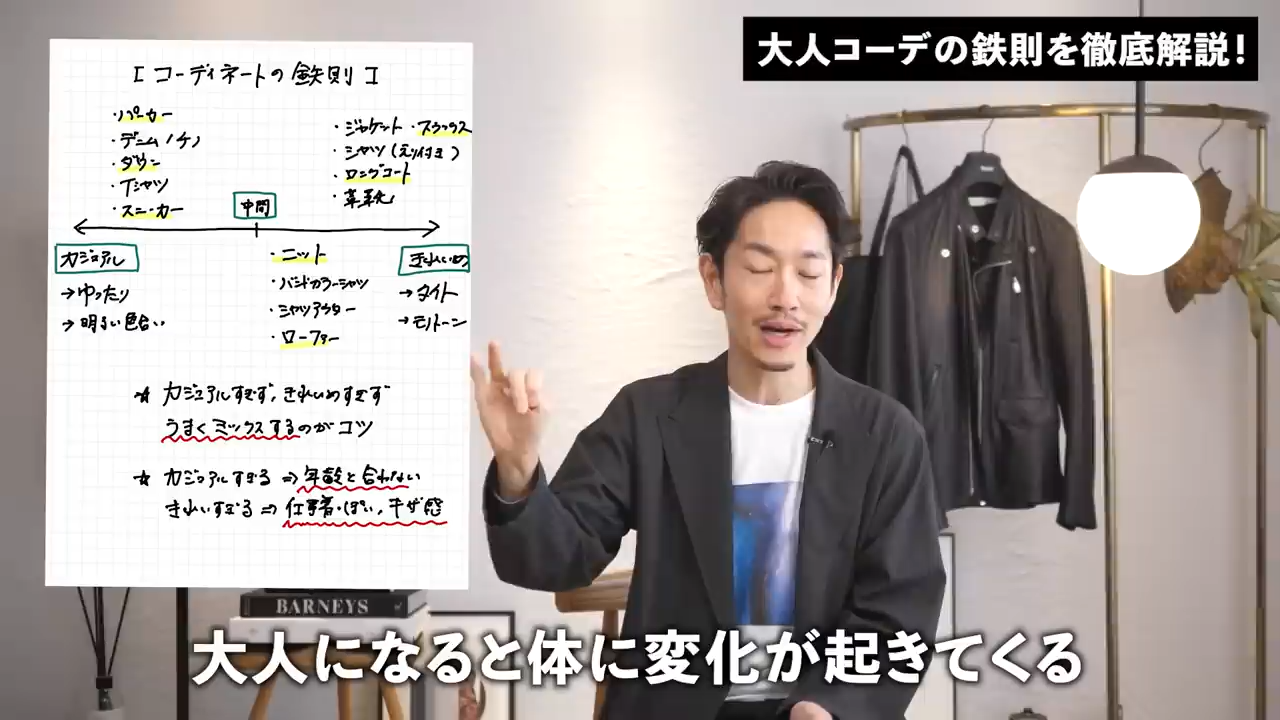 大人コーデの鉄則を徹底解説!
[ コーディネートの鉄則 ]
・パーカー
・デニム/チノ
・ダウン
・Tシャツ
・スニーカー
・ジャケット ・スラックス
・シャツ(えり付き)
・ロングコート
・革靴
中間
カジュアル
→ゆったり
→明るい色合い
・ニット
・バンドカラーシャツ
・シャツアウター
・ローファー
きれいめ
→タイト
→モノトーン
☆ カジュアルすぎず、きれいめすぎず
うまくミックスするのがコツ
☆ カジュアルすぎる ⇒ 年齢と合わない
きれいすぎる ⇒ 仕事着っぽい、キザ感
BARNEYS
大人になると体に変化が起きてくる